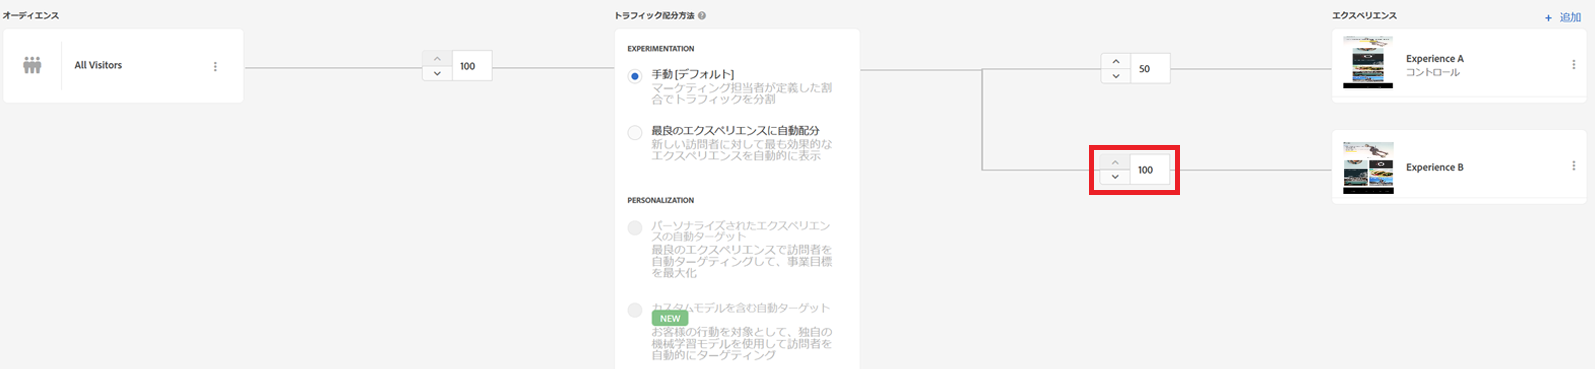 オーディエンス
All Visitors
100
トラフィック配分方法
EXPERIMENTATION
手動 [デフォルト]
マーケティング担当者が定義した割
合でトラフィックを分割
最良のエクスペリエンスに自動配分
新しい訪問者に対して最も効果的な
エクスペリエンスを自動的に表示
PERSONALIZATION
パーソナライズされたエクスペリエン
スの自動ターゲット
最良のエクスペリエンスで訪問者を
自動ターゲティングして、事業目標
を最大化
カスタムモデルを含む自動ターゲット
NEW
お客様の行動を対象として、独自の
機械学習モデルを使用して訪問者を
自動的にターゲティング
50
100
エクスペリエンス
+ 追加
Experience A
コントロール
Experience B